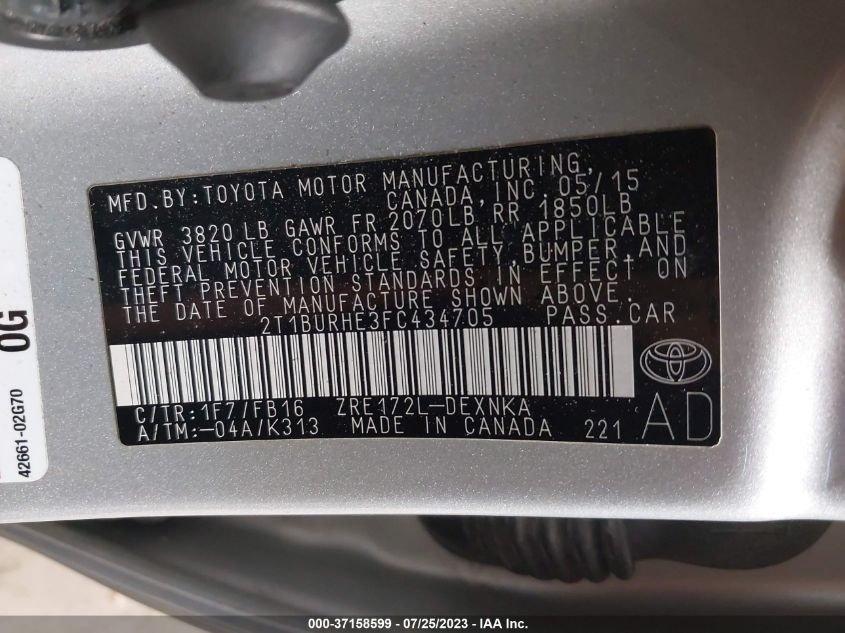 MFD.BY:TOYOTA MOTOR MANUFACTURING,
CANADA,INC. 05/15
GVWR 3820 LB GAWR FR 2070LB RR 1850LB
THIS VEHICLE CONFORMS TO ALL APPLICABLE
FEDERAL MOTOR VEHICLE SAFETY,BUMPER,AND
THEFT PREVENTION STANDARDS IN EFFECT ON
THE DATE OF MANUFACTURE SHOWN ABOVE.
2T1BURHE3FC434705 PASS.CAR
C/TR:1F7/FB16 ZRE172L-DEXNKA
A/TM:-04A/K313 MADE IN CANADA 221
AD
0G
42661-02G70
000-37158599 / 07/25/2023 - IAA Inc.